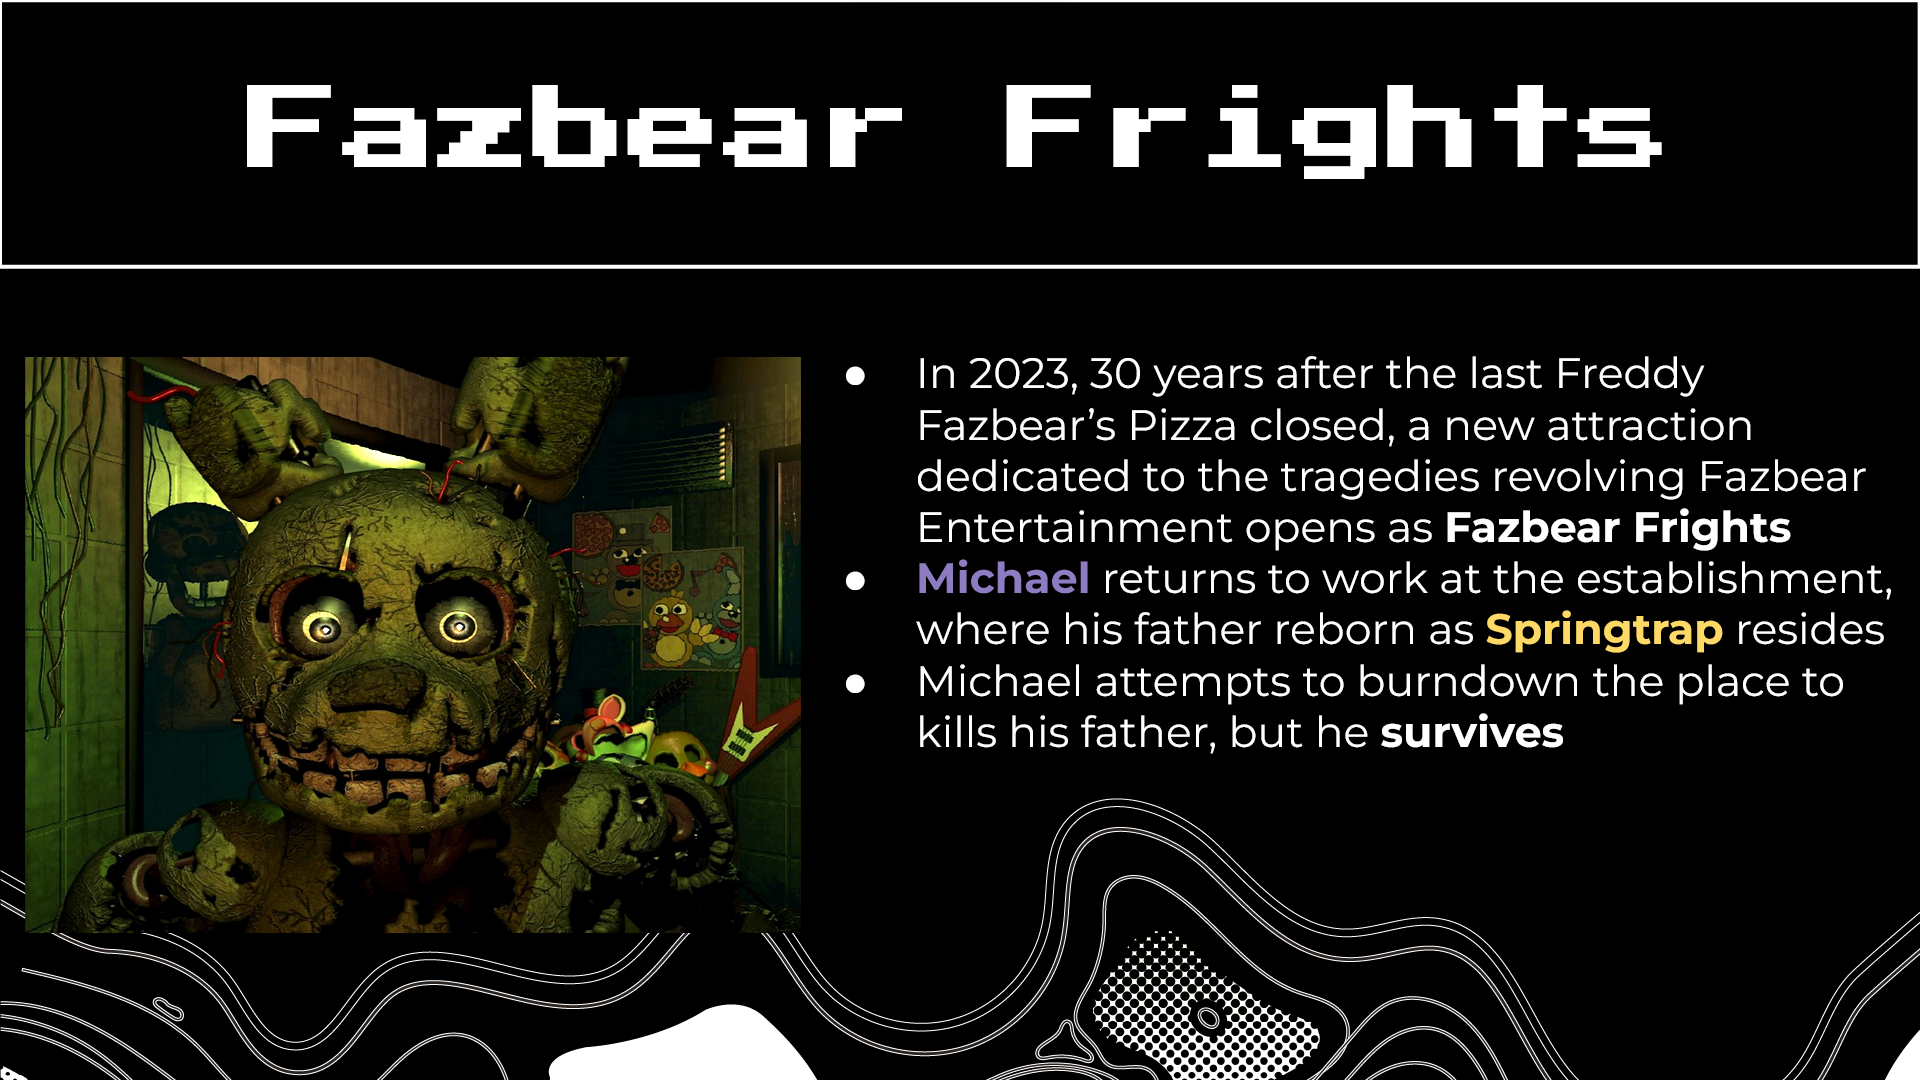 Fazbear Frights
● In 2023, 30 years after the last Freddy
Fazbear’s Pizza closed, a new attraction
dedicated to the tragedies revolving Fazbear
Entertainment opens as Fazbear Frights
● Michael returns to work at the establishment,
where his father reborn as Springtrap resides
● Michael attempts to burndown the place to
kills his father, but he survives